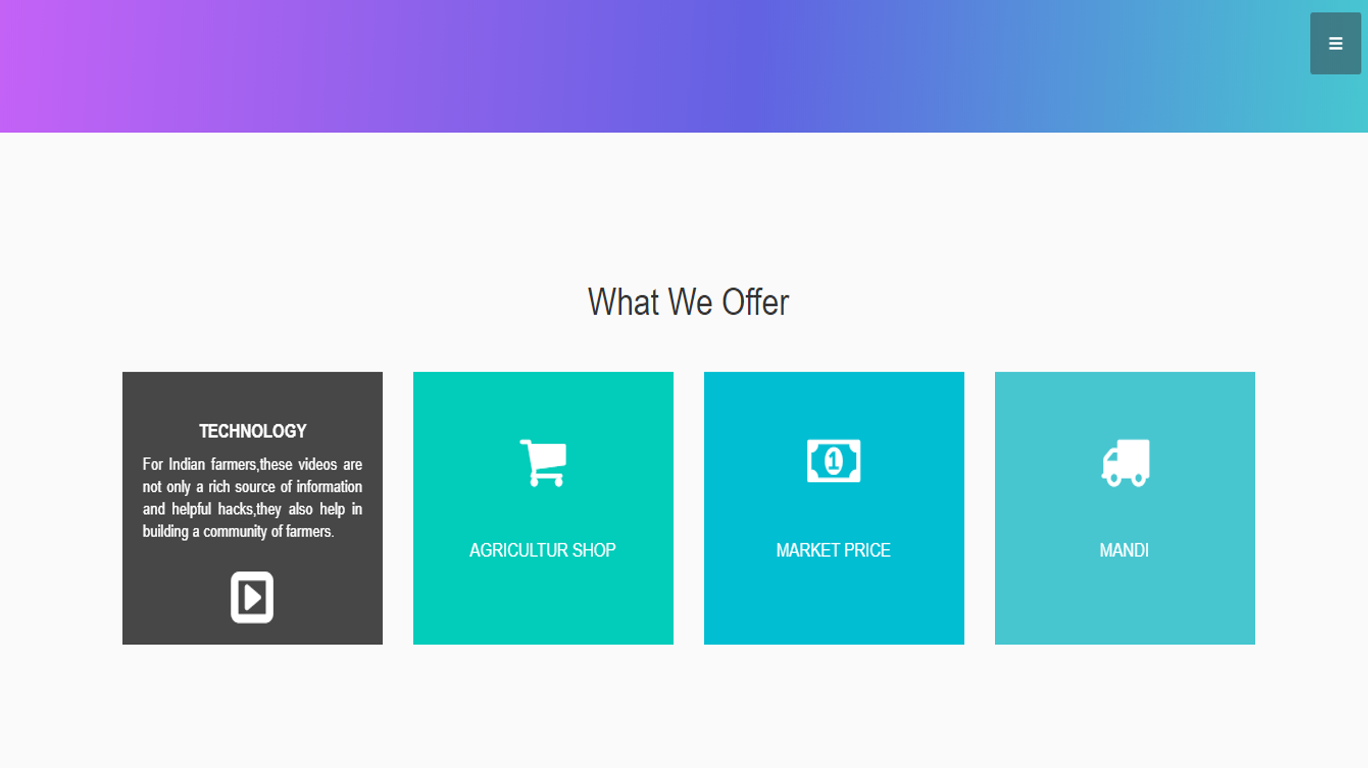 What We Offer
TECHNOLOGY
For Indian farmers,these videos are
not only a rich source of information
and helpful hacks,they also help in
building a community of farmers.
AGRICULTUR SHOP
1
MARKET PRICE
MANDI